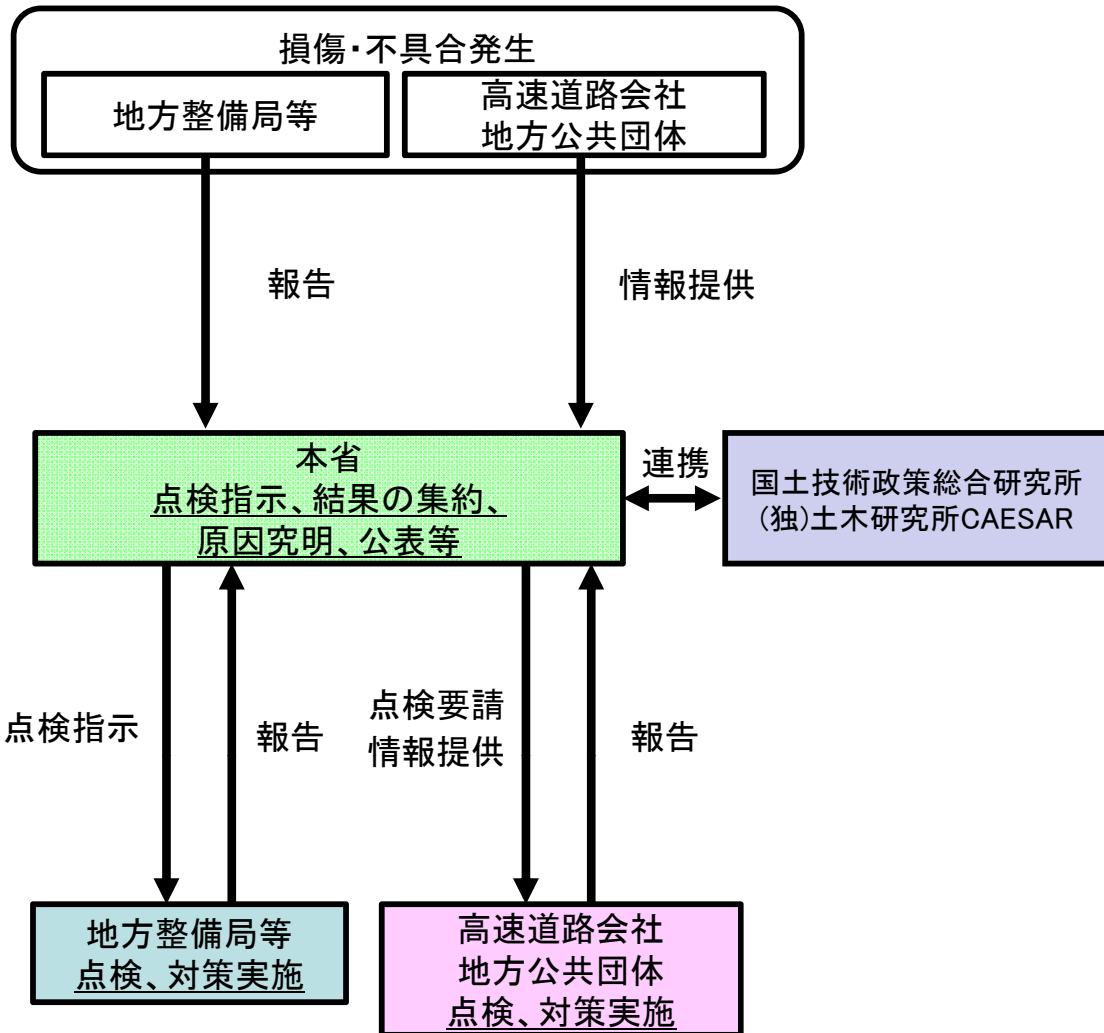 損傷・不具合発生
地方整備局等
高速道路会社
地方公共団体
報告
情報提供
本省
点検指示、結果の集約、
原因究明、公表等
連携
国土技術政策総合研究所
(独)土木研究所CAESAR
点検指示
報告
点検要請
情報提供
報告
地方整備局等
点検、対策実施
高速道路会社
地方公共団体
点検、対策実施